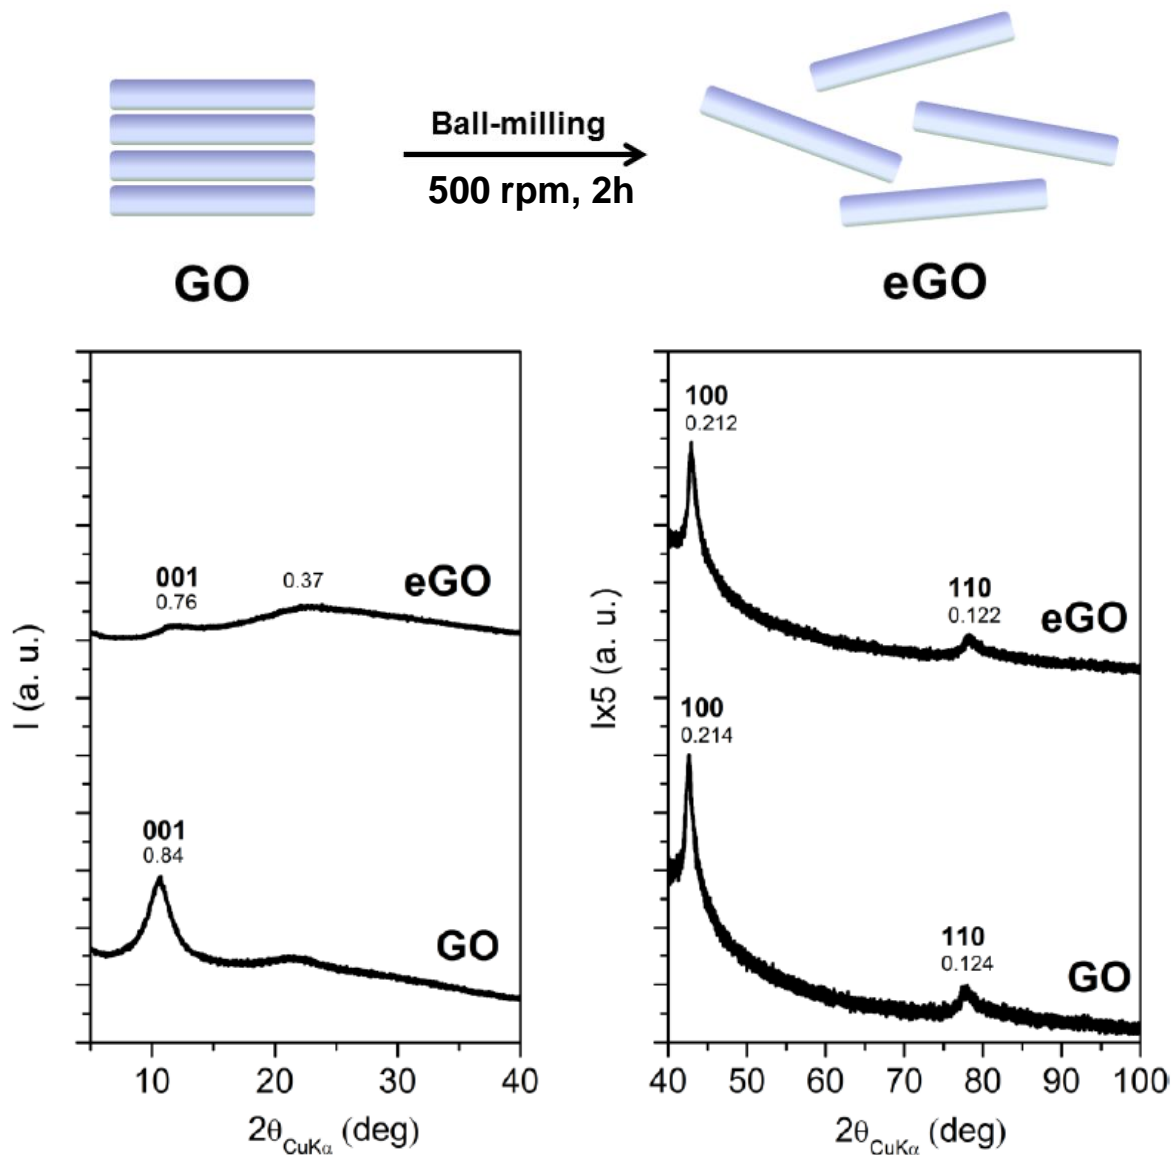 Ball-milling
500 rpm, 2h
GO
eGO
001
0.76
0.37
eGO
001
0.84
GO
I (a. u.)
10
20
30
40
2θCuKα (deg)
100
0.212
110
0.122
eGO
100
0.214
110
0.124
GO
Ix5 (a. u.)
40
50
60
70
80
90
100
2θCuKα (deg)